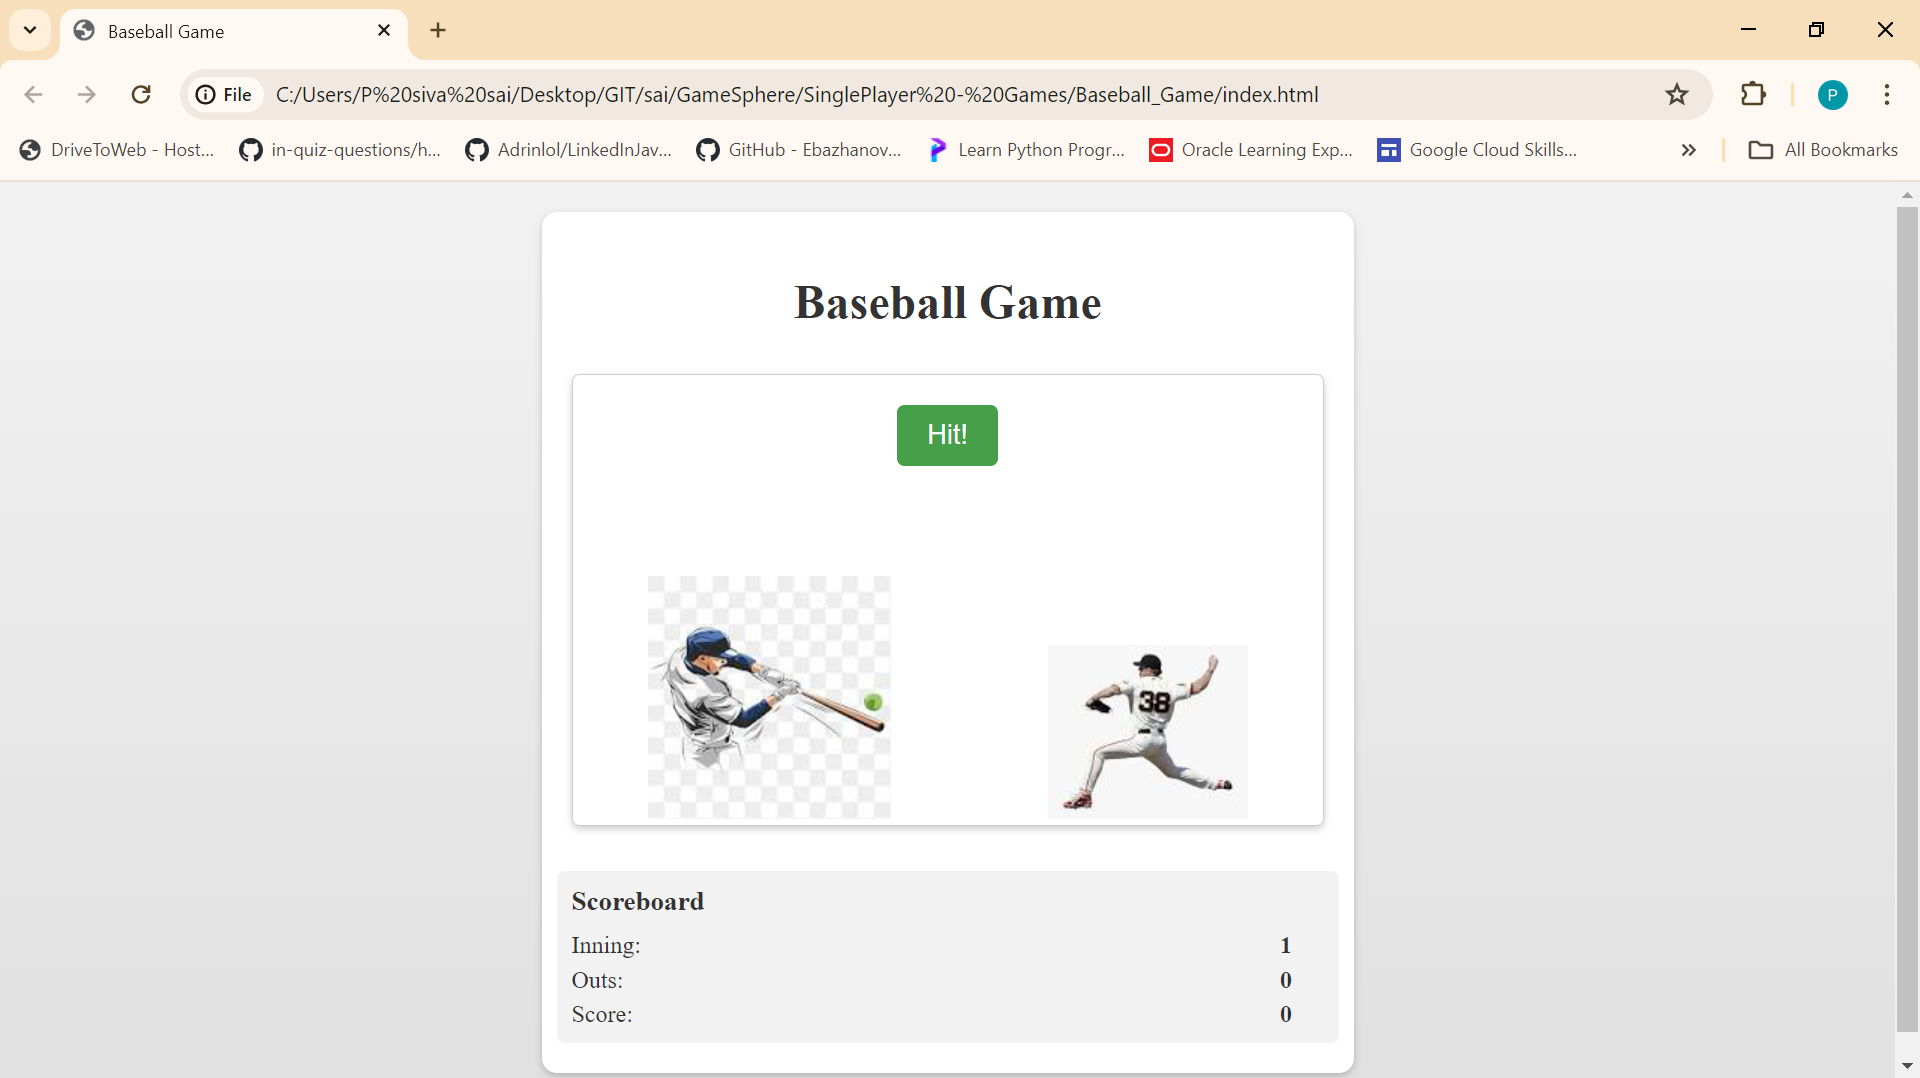 Baseball Game
File C:/Users/P%20siva%20sai/Desktop/GIT/sai/GameSphere/SinglePlayer%20-%20Games/Baseball_Game/index.html P
DriveToWeb - Host... in-quiz-questions/h... Adrinlol/LinkedInJav... GitHub - Ebazhanov... Learn Python Progr... Oracle Learning Exp... Google Cloud Skills... All Bookmarks
Baseball Game
Hit!
38
Scoreboard
Inning: 1
Outs: 0
Score: 0